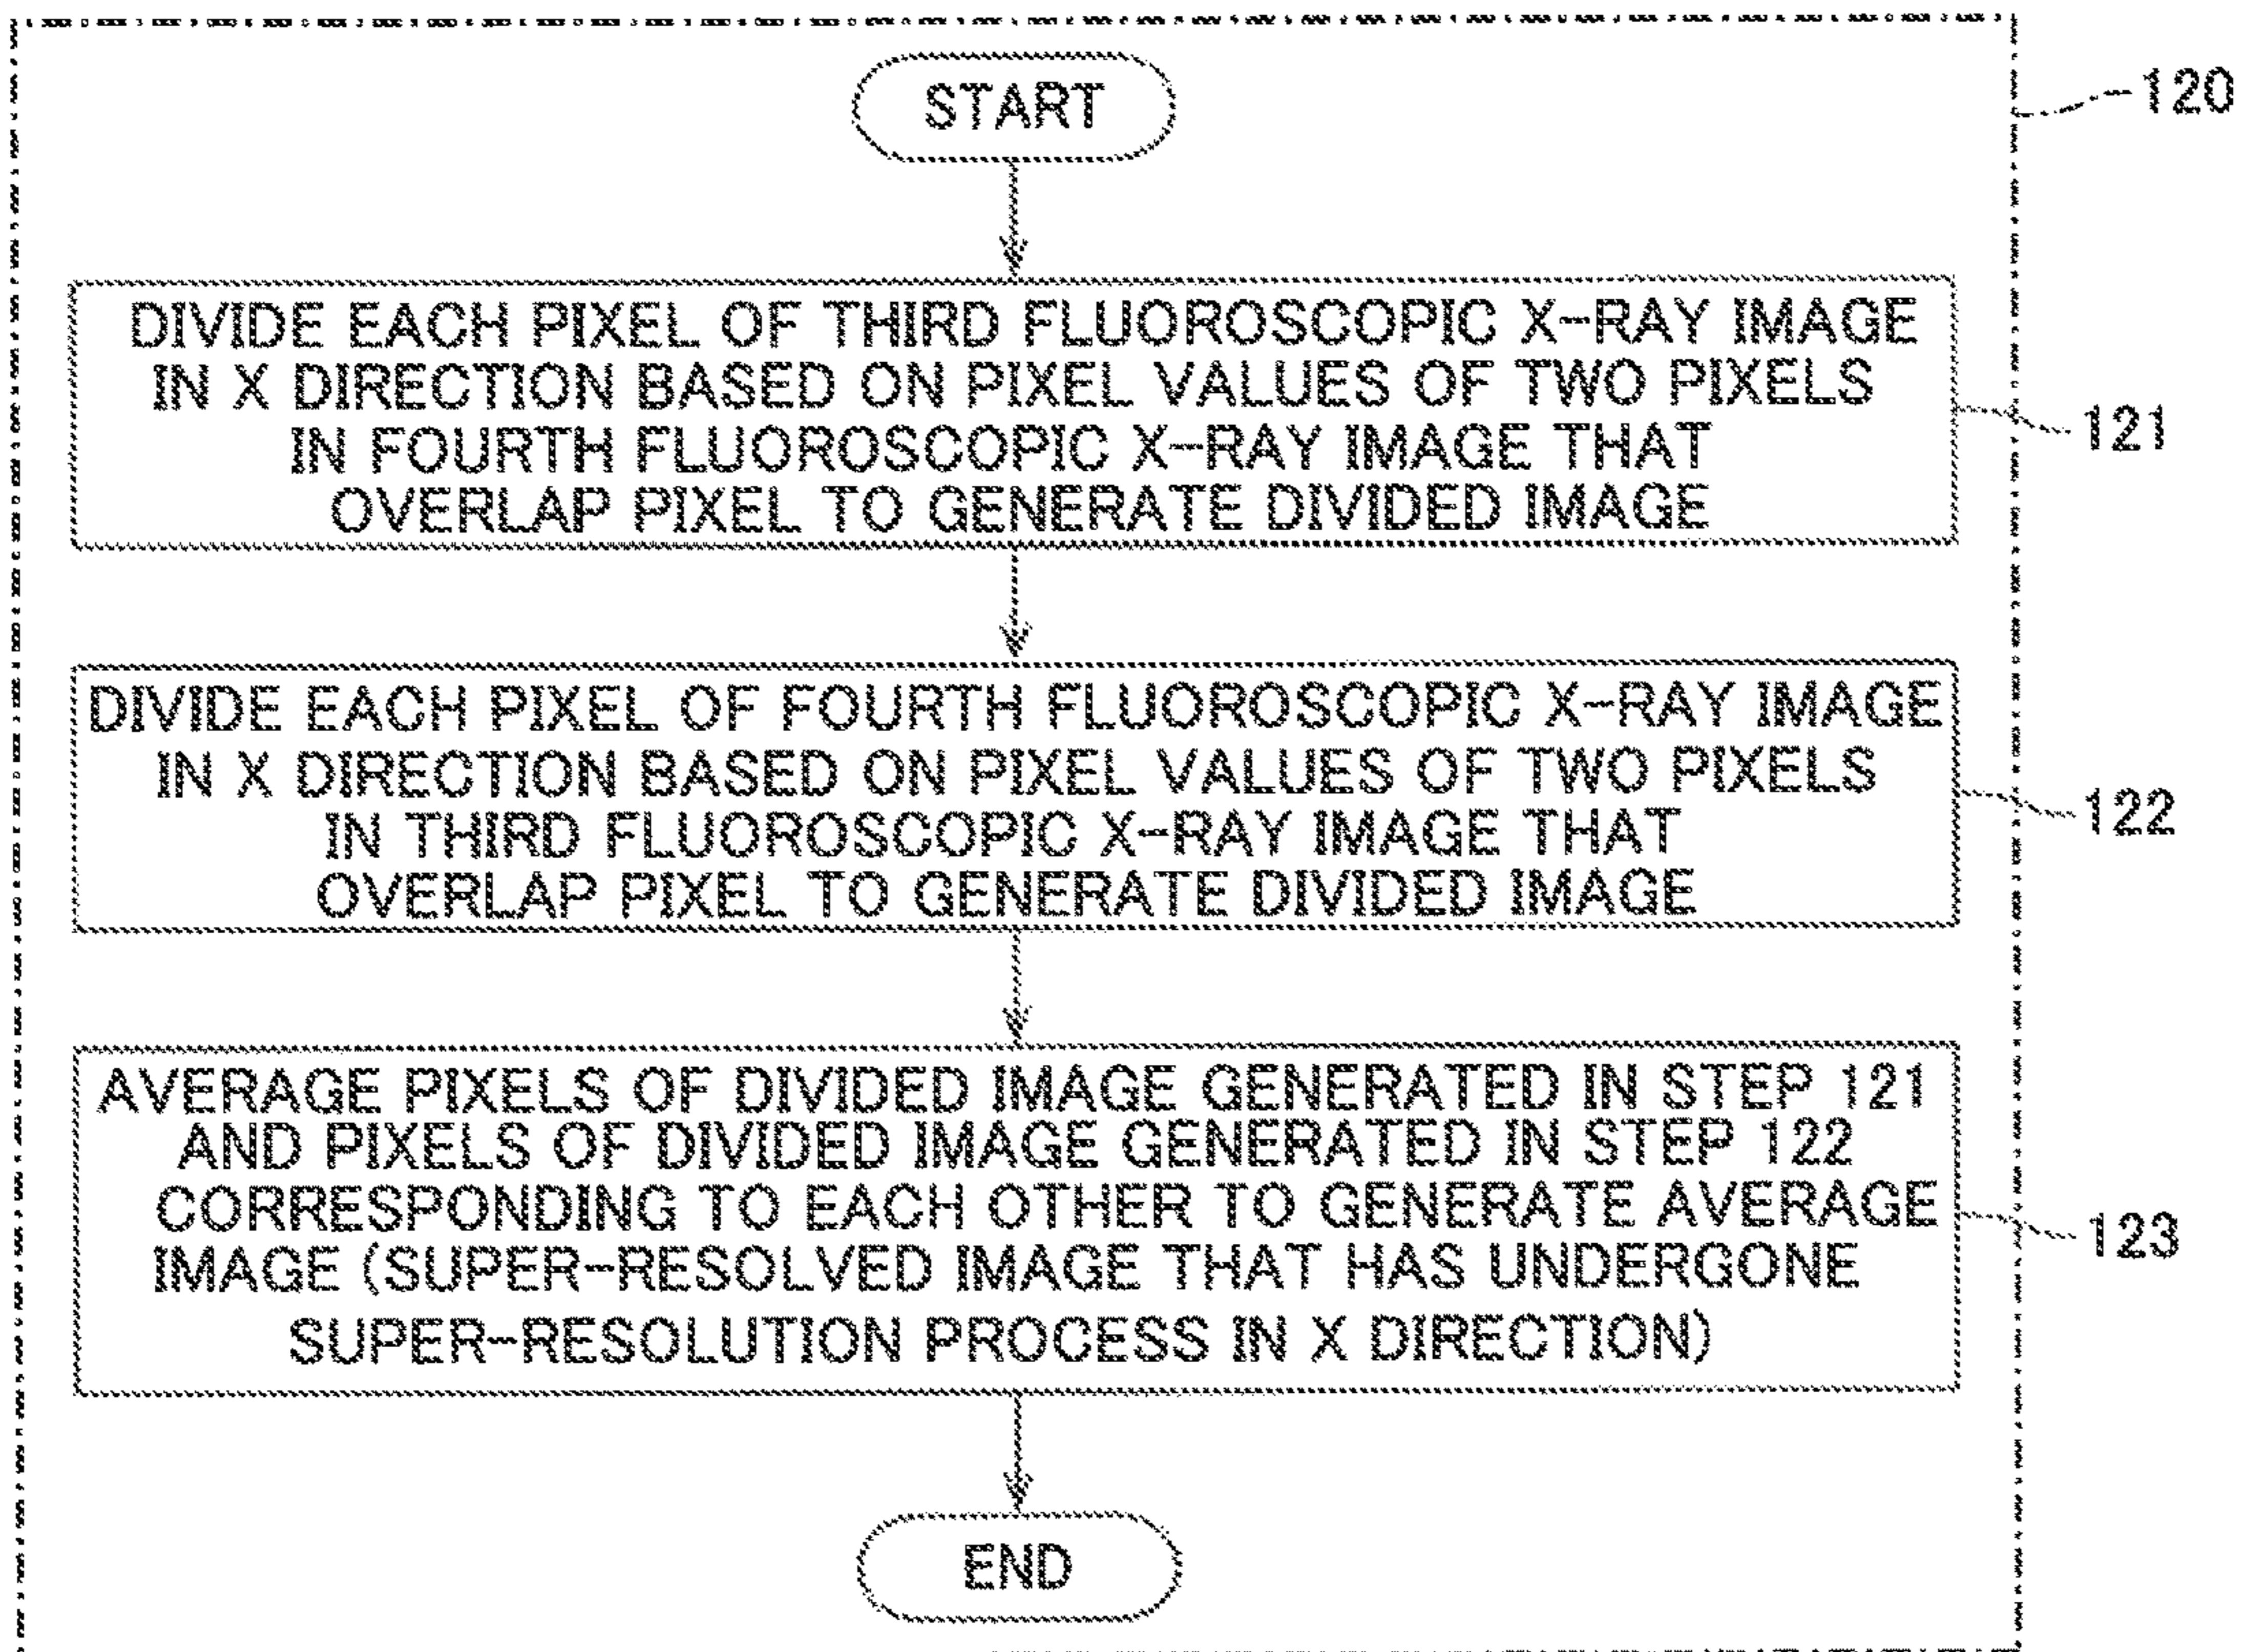 START
120
DIVIDE EACH PIXEL OF THIRD FLUOROSCOPIC X-RAY IMAGE
IN X DIRECTION BASED ON PIXEL VALUES OF TWO PIXELS
IN FOURTH FLUOROSCOPIC X-RAY IMAGE THAT
OVERLAP PIXEL TO GENERATE DIVIDED IMAGE
121
DIVIDE EACH PIXEL OF FOURTH FLUOROSCOPIC X-RAY IMAGE
IN X DIRECTION BASED ON PIXEL VALUES OF TWO PIXELS
IN THIRD FLUOROSCOPIC X-RAY IMAGE THAT
OVERLAP PIXEL TO GENERATE DIVIDED IMAGE
122
AVERAGE PIXELS OF DIVIDED IMAGE GENERATED IN STEP 121
AND PIXELS OF DIVIDED IMAGE GENERATED IN STEP 122
CORRESPONDING TO EACH OTHER TO GENERATE AVERAGE
IMAGE (SUPER-RESOLVED IMAGE THAT HAS UNDERGONE
SUPER-RESOLUTION PROCESS IN X DIRECTION)
123
END